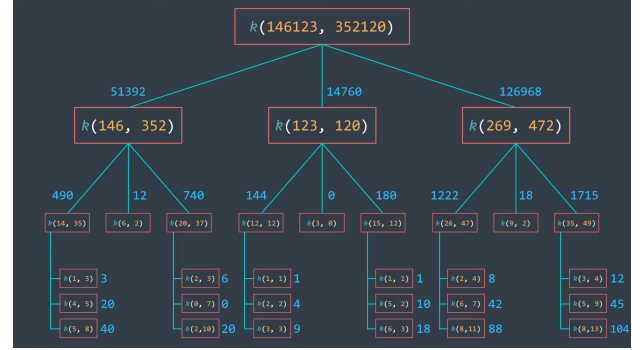 k(146123, 352120)
51392 14760 126968
k(146, 352) k(123, 120) k(269, 472)
490 12 740 144 0 180 1222 18 1715
k(14, 35) k(6, 2) k(20, 37) k(12, 12) k(3, 0) k(15, 12) k(26, 47) k(9, 2) k(35, 49)
k(1, 3) 3 k(2, 3) 6 k(1, 1) 1 k(1, 1) 1 k(2, 4) 8 k(3, 4) 12
k(4, 5) 20 k(0, 7) 0 k(2, 2) 4 k(5, 2) 10 k(6, 7) 42 k(5, 9) 45
k(5, 8) 40 k(2,10) 20 k(3, 3) 9 k(6, 3) 18 k(8,11) 88 k(8,13) 104